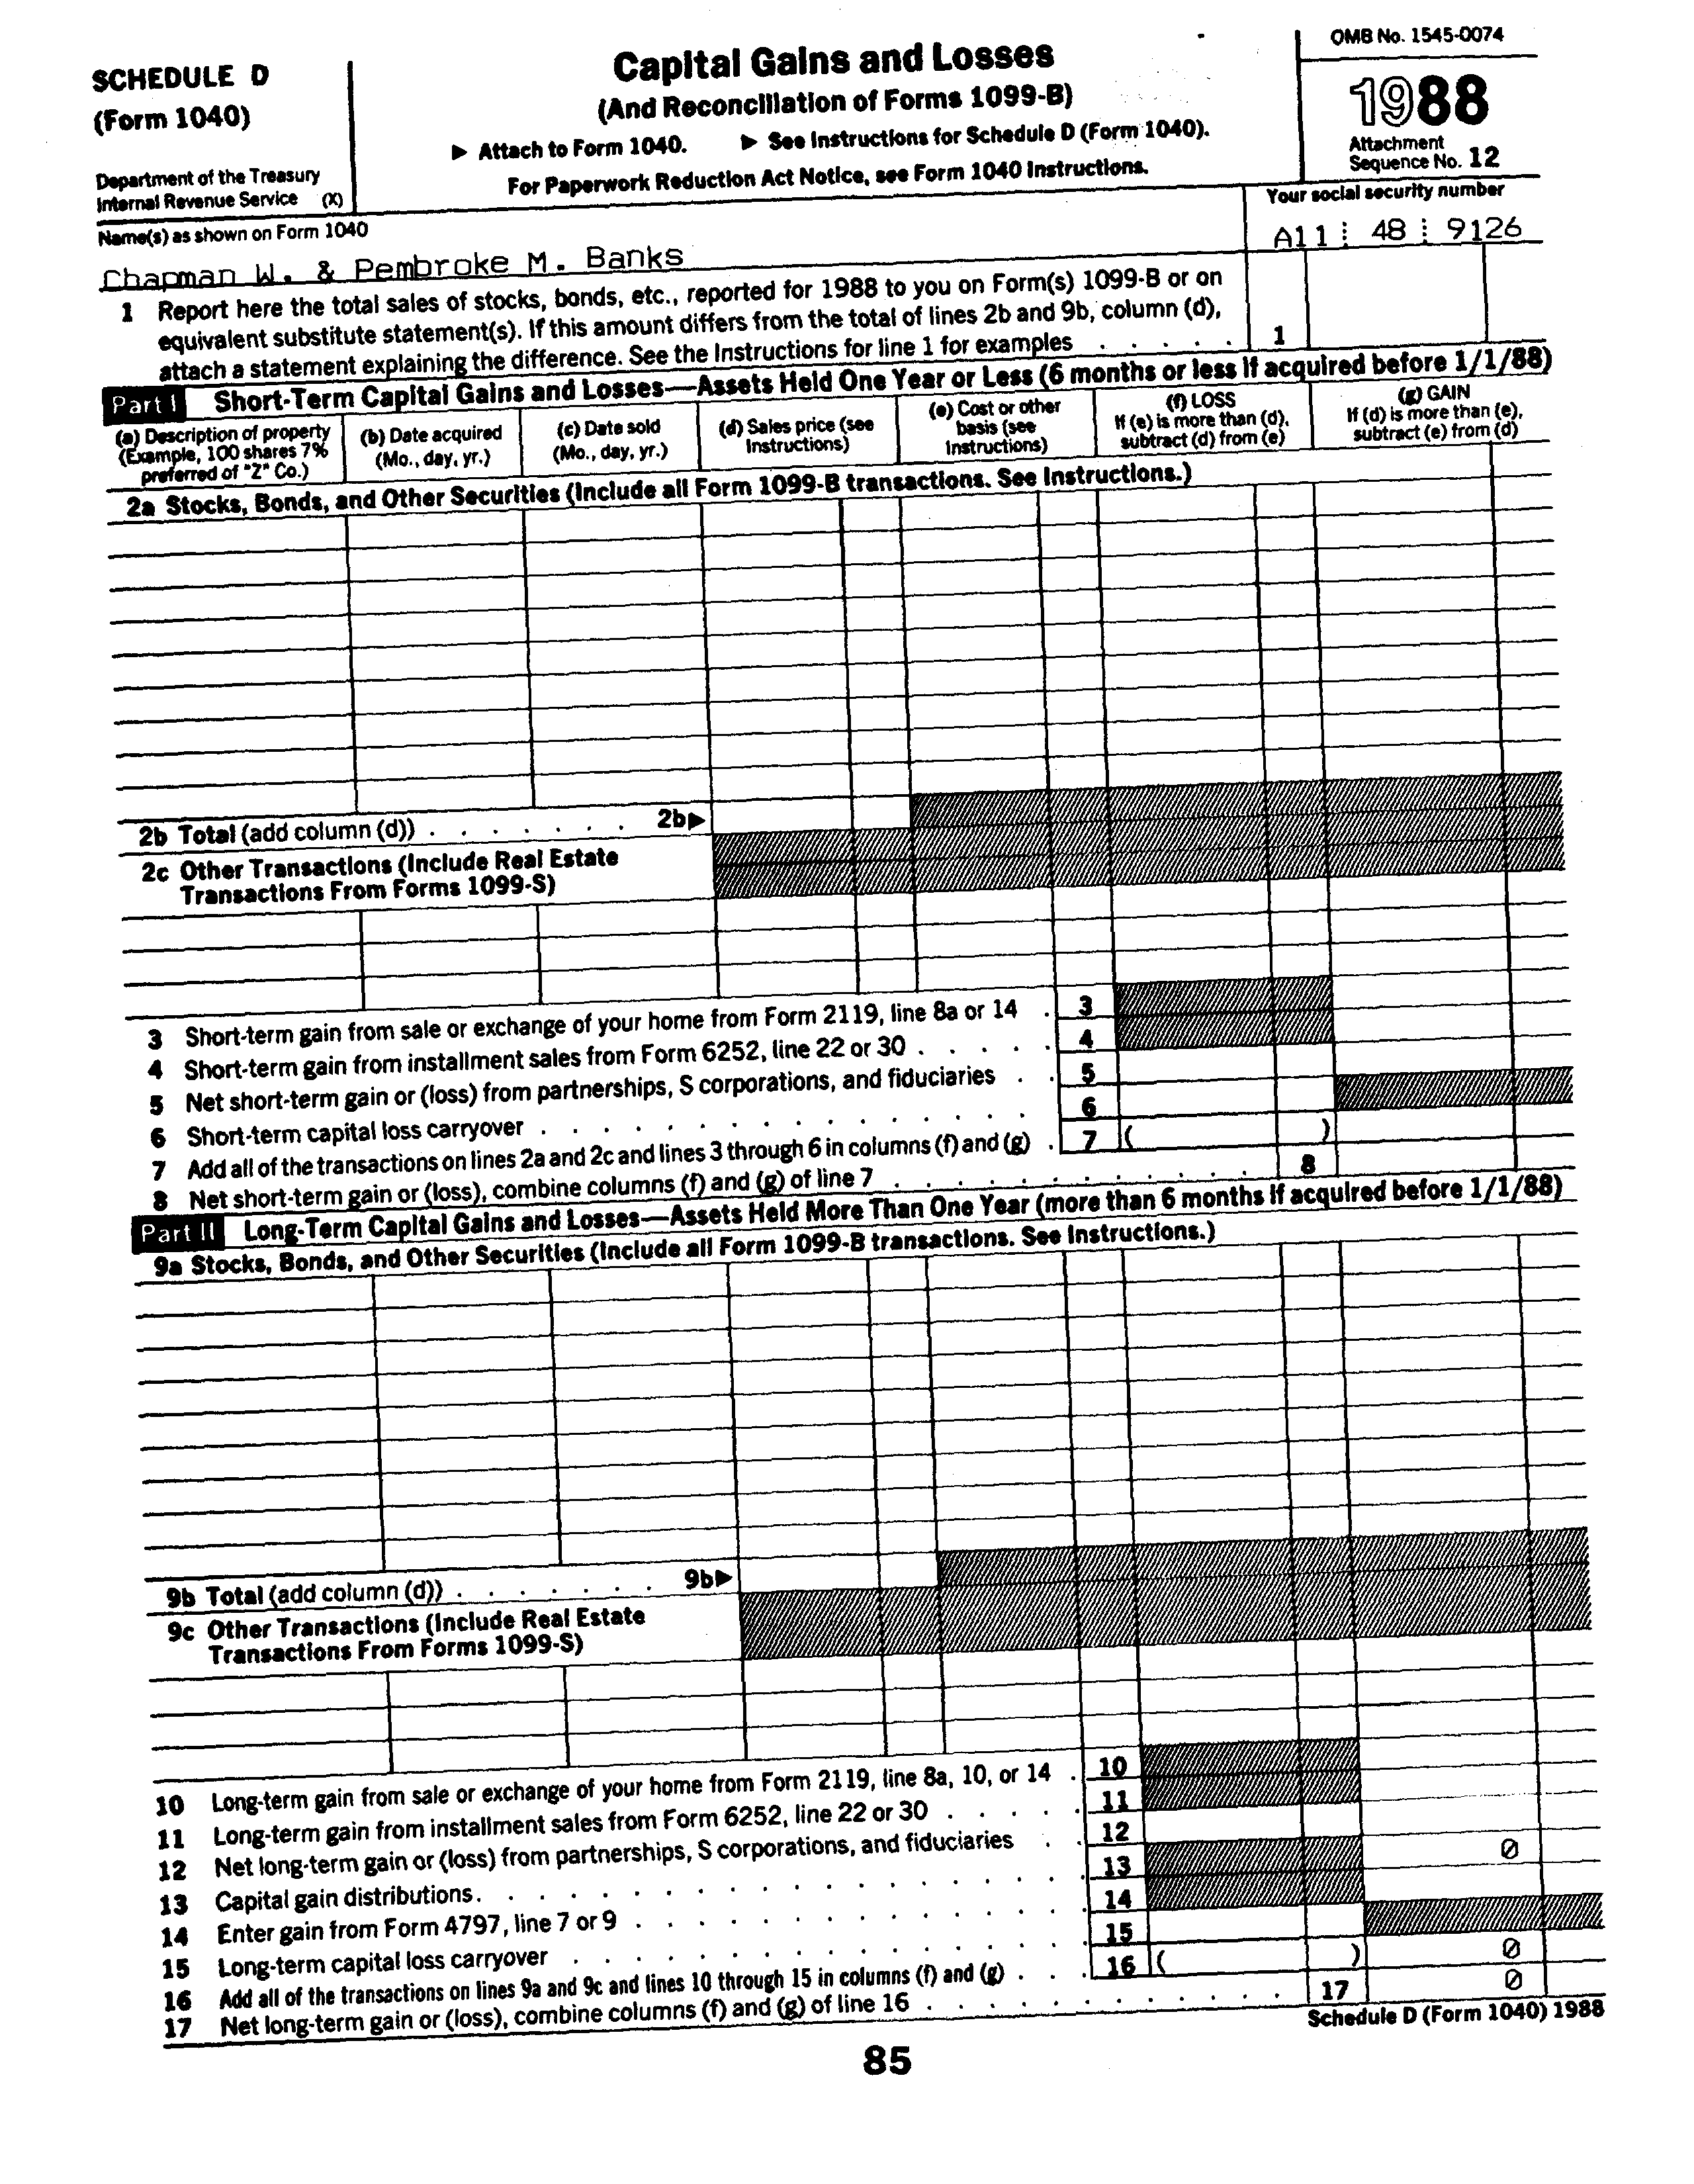 SCHEDULE D
(Form 1040)
Department of the Treasury
Internal Revenue Service (X)
Capital Gains and Losses
(And Reconciliation of Forms 1099-B)
▶ Attach to Form 1040. ▶ See Instructions for Schedule D (Form 1040).
For Paperwork Reduction Act Notice, see Form 1040 Instructions.
OMB No. 1545-0074
1988
Attachment
Sequence No. 12
Name(s) as shown on Form 1040
Your social security number
Chapman W. & Pembroke M. Banks
A11 48 9126
1 Report here the total sales of stocks, bonds, etc., reported for 1988 to you on Form(s) 1099-B or on
equivalent substitute statement(s). If this amount differs from the total of lines 2b and 9b, column (d),
attach a statement explaining the difference. See the Instructions for line 1 for examples . . . . . 1
Part I Short-Term Capital Gains and Losses—Assets Held One Year or Less (6 months or less if acquired before 1/1/88)
(a) Description of property
(Example, 100 shares 7%
preferred of "Z" Co.)
(b) Date acquired
(Mo., day, yr.)
(c) Date sold
(Mo., day, yr.)
(d) Sales price (see
Instructions)
(e) Cost or other
basis (see
Instructions)
(f) LOSS
If (e) is more than (d),
subtract (d) from (e)
(g) GAIN
If (d) is more than (e),
subtract (e) from (d)
2a Stocks, Bonds, and Other Securities (Include all Form 1099-B transactions. See Instructions.)
2b Total (add column (d)) . . . . . . . 2b▶
2c Other Transactions (Include Real Estate
Transactions From Forms 1099-S)
3 Short-term gain from sale or exchange of your home from Form 2119, line 8a or 14 . 3
4 Short-term gain from installment sales from Form 6252, line 22 or 30 . . . . . 4
5 Net short-term gain or (loss) from partnerships, S corporations, and fiduciaries . . 5
6 Short-term capital loss carryover . . . . . . . . . . . . . . . 6
7 Add all of the transactions on lines 2a and 2c and lines 3 through 6 in columns (f) and (g) . 7 ( )
8 Net short-term gain or (loss), combine columns (f) and (g) of line 7 . . . . . . . . . . . 8
Part II Long-Term Capital Gains and Losses—Assets Held More Than One Year (more than 6 months if acquired before 1/1/88)
9a Stocks, Bonds, and Other Securities (Include all Form 1099-B transactions. See Instructions.)
9b Total (add column (d)) . . . . . . . 9b▶
9c Other Transactions (Include Real Estate
Transactions From Forms 1099-S)
10 Long-term gain from sale or exchange of your home from Form 2119, line 8a, 10, or 14 . 10
11 Long-term gain from installment sales from Form 6252, line 22 or 30 . . . . . 11
12 Net long-term gain or (loss) from partnerships, S corporations, and fiduciaries . . 12
13 Capital gain distributions . . . . . . . . . . . . . . . . . 13 0
14 Enter gain from Form 4797, line 7 or 9 . . . . . . . . . . . . . 14
15 Long-term capital loss carryover . . . . . . . . . . . . . . . 15
16 Add all of the transactions on lines 9a and 9c and lines 10 through 15 in columns (f) and (g) . . . 16 ( ) 0
17 Net long-term gain or (loss), combine columns (f) and (g) of line 16 . . . . . . . . . . . . 17 0
Schedule D (Form 1040) 1988
85